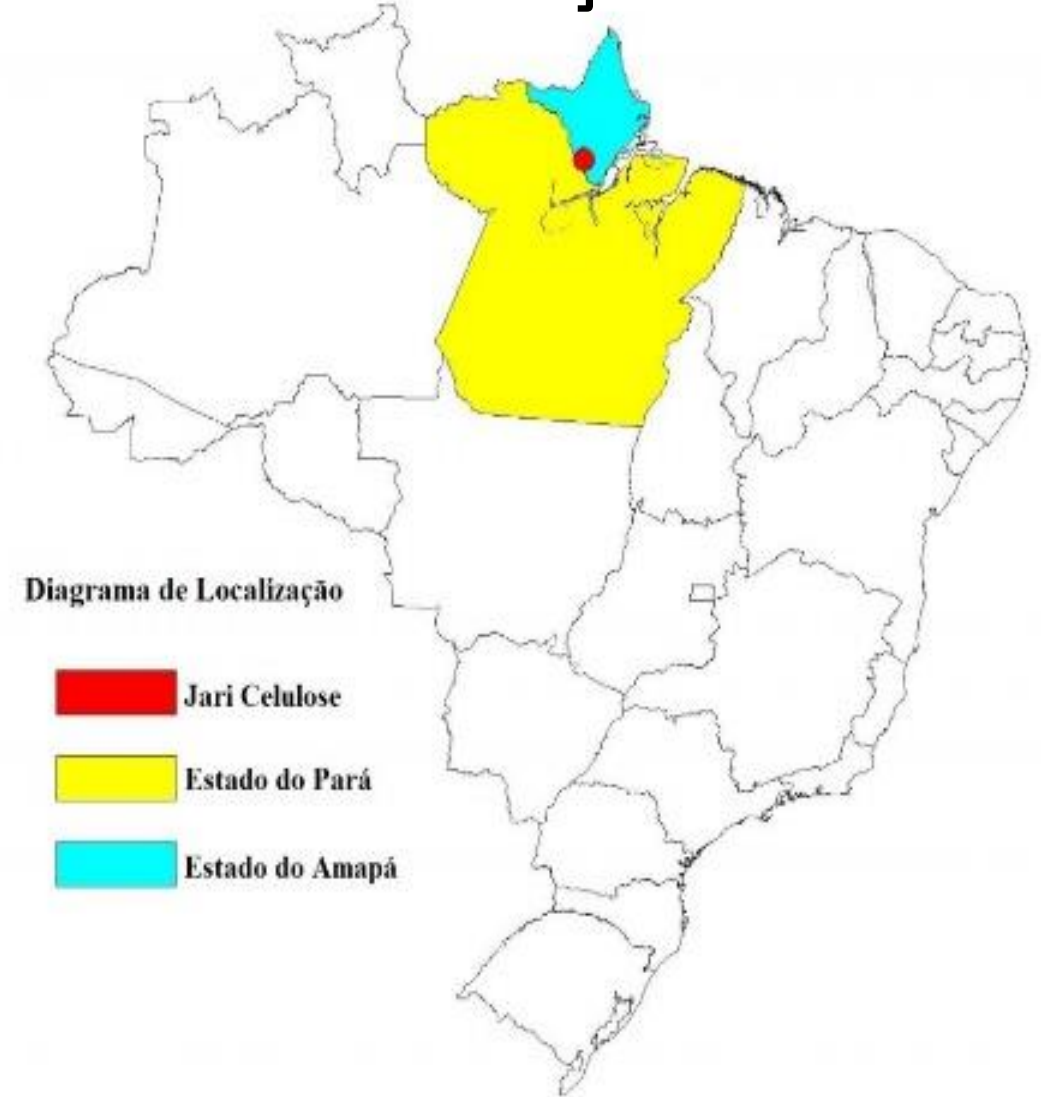 Diagrama de Localização
Jari Celulose
Estado do Pará
Estado do Amapá